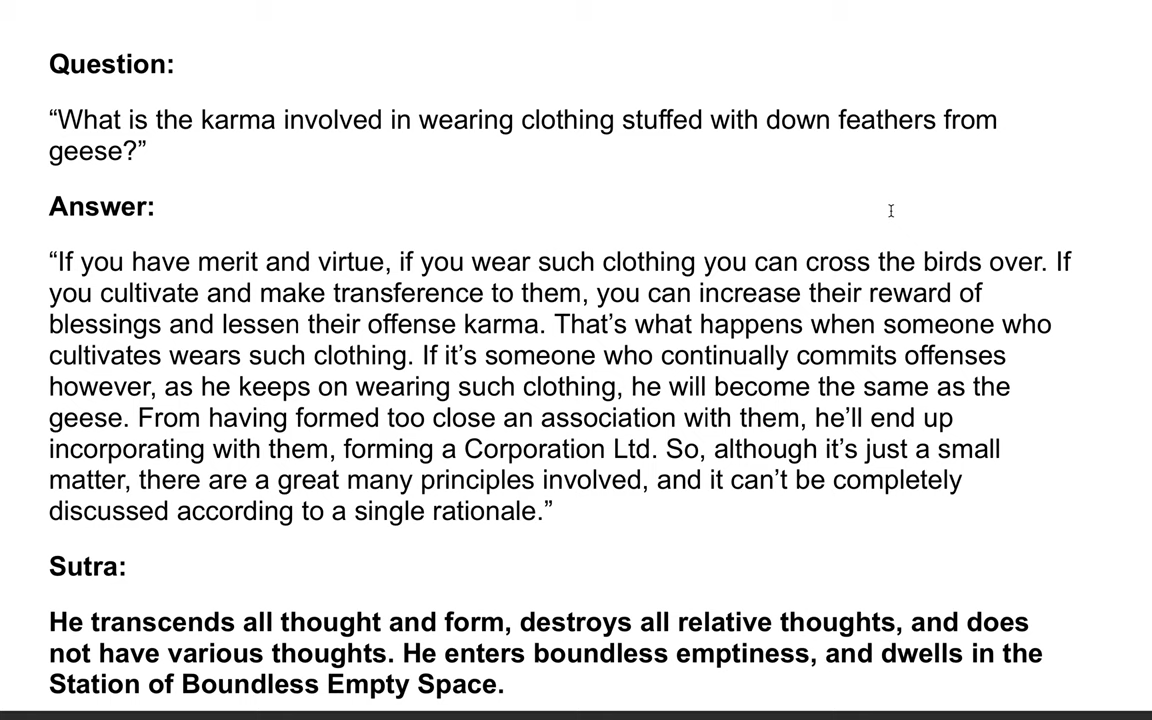 Question:
“What is the karma involved in wearing clothing stuffed with down feathers from
geese?”
Answer:
“If you have merit and virtue, if you wear such clothing you can cross the birds over. If
you cultivate and make transference to them, you can increase their reward of
blessings and lessen their offense karma. That’s what happens when someone who
cultivates wears such clothing. If it’s someone who continually commits offenses
however, as he keeps on wearing such clothing, he will become the same as the
geese. From having formed too close an association with them, he’ll end up
incorporating with them, forming a Corporation Ltd. So, although it’s just a small
matter, there are a great many principles involved, and it can’t be completely
discussed according to a single rationale.”
Sutra:
He transcends all thought and form, destroys all relative thoughts, and does
not have various thoughts. He enters boundless emptiness, and dwells in the
Station of Boundless Empty Space.